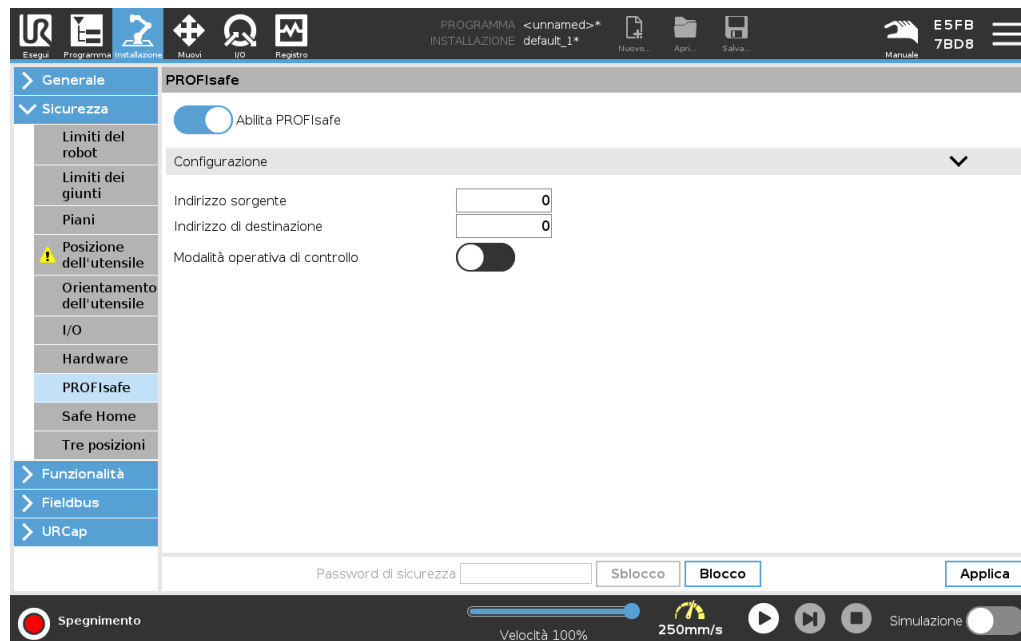 UR
Esegui
Programma
Installazione
Muovi
I/O
Registro
PROGRAMMA <unnamed>*
INSTALLAZIONE default_1*
Nuovo...
Apri...
Salva...
Manuale
E5FB
7BD8
Generale
Sicurezza
Limiti del
robot
Limiti dei
giunti
Piani
Posizione
dell'utensile
Orientamento
dell'utensile
I/O
Hardware
PROFIsafe
Safe Home
Tre posizioni
Funzionalità
Fieldbus
URCap
PROFIsafe
Abilita PROFIsafe
Configurazione
Indirizzo sorgente 0
Indirizzo di destinazione 0
Modalità operativa di controllo
Password di sicurezza
Sblocco
Blocco
Applica
Spegnimento
Velocità 100%
250mm/s
Simulazione